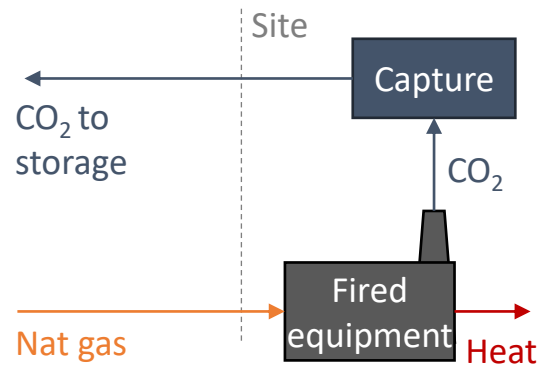 Site
Capture
CO₂ to
storage
CO₂
Fired
equipment
Nat gas
Heat